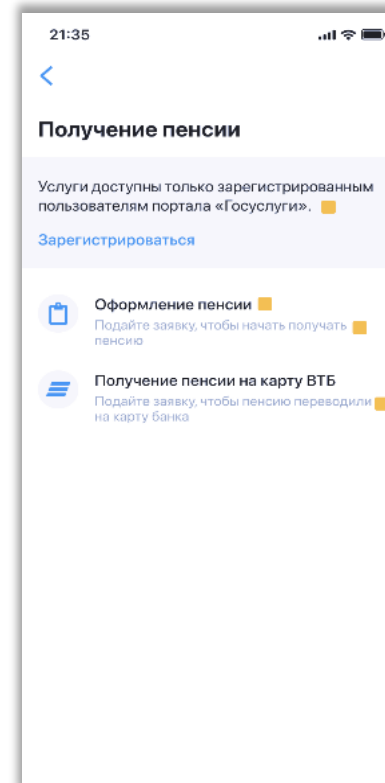 21:35
Получение пенсии
Услуги доступны только зарегистрированным
пользователям портала «Госуслуги».
Зарегистрироваться
Оформление пенсии
Подайте заявку, чтобы начать получать
пенсию
Получение пенсии на карту ВТБ
Подайте заявку, чтобы пенсию переводили
на карту банка